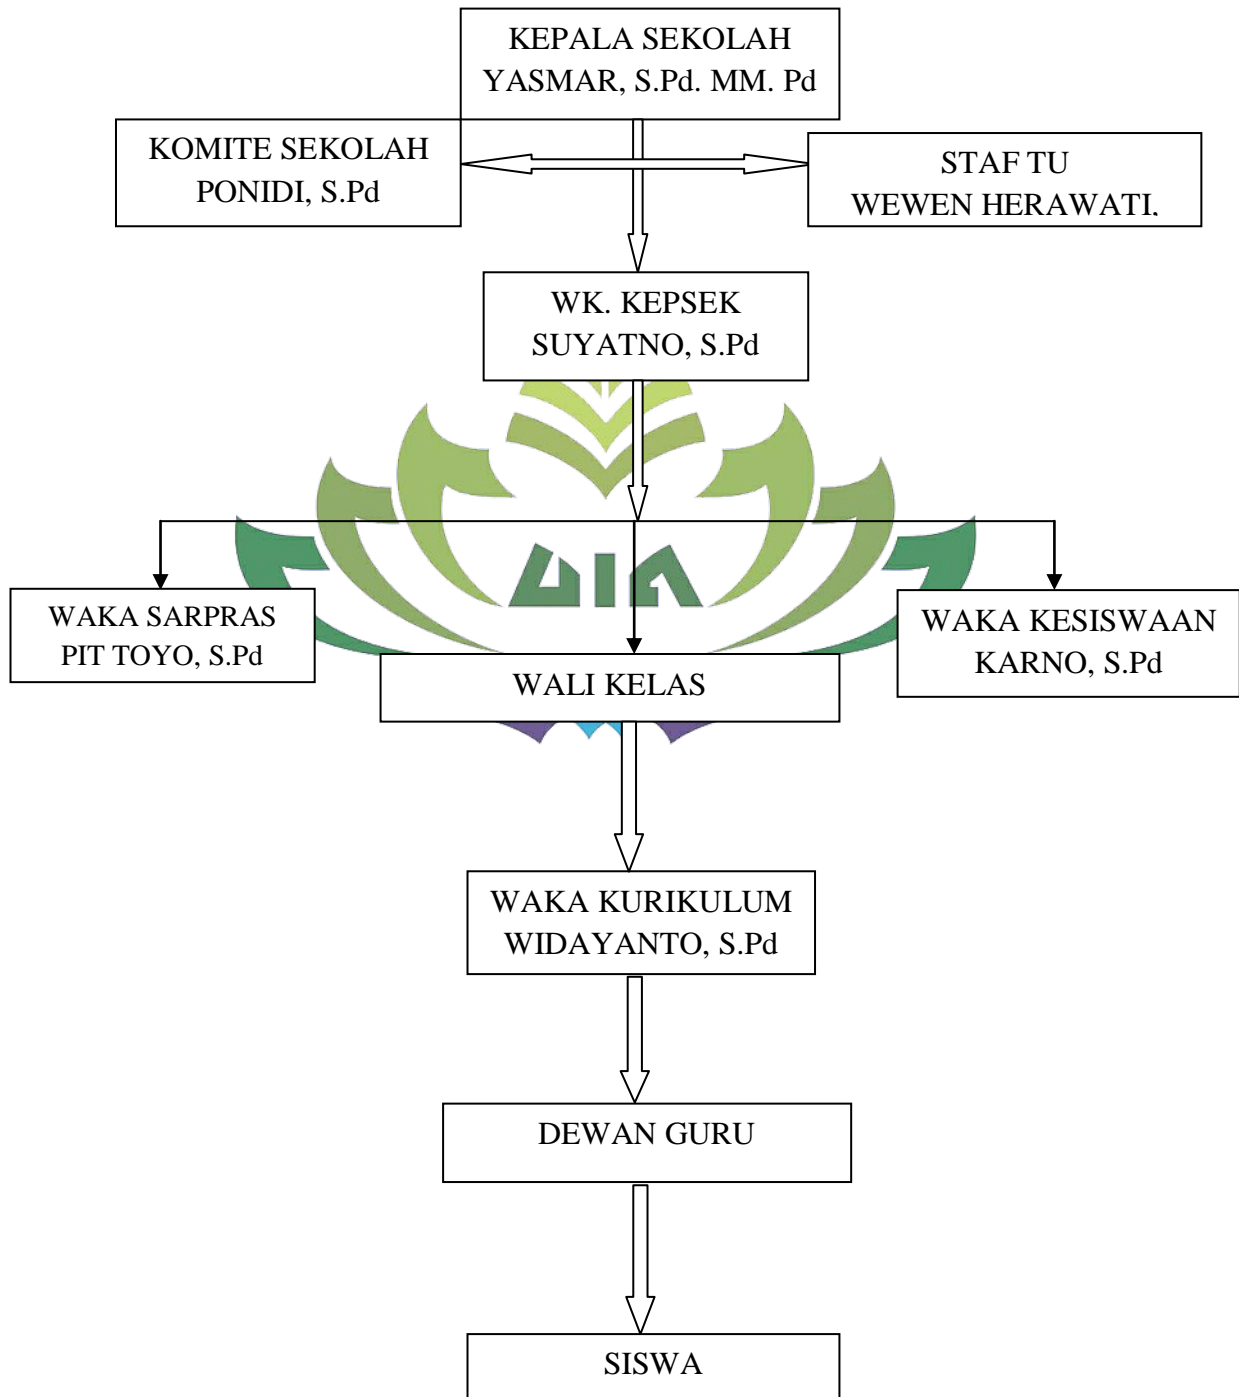 KEPALA SEKOLAH
YASMAR, S.Pd. MM. Pd
KOMITE SEKOLAH
PONIDI, S.Pd
STAF TU
WEWEN HERAWATI,
WK. KEPSEK
SUYATNO, S.Pd
WAKA SARPRAS
PIT TOYO, S.Pd
WAKA KESISWAAN
KARNO, S.Pd
WALI KELAS
WAKA KURIKULUM
WIDAYANTO, S.Pd
DEWAN GURU
SISWA